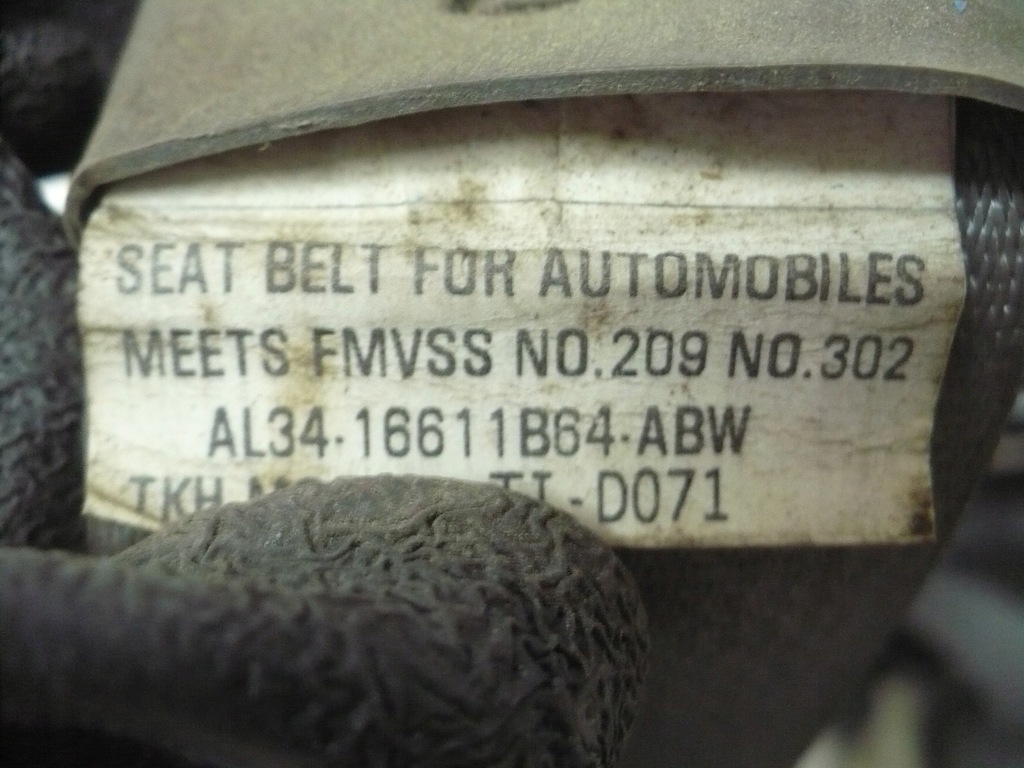 SEAT BELT FOR AUTOMOBILES
MEETS FMVSS NO.209 NO.302
AL34-16611B64-ABW
TKH TI-D071